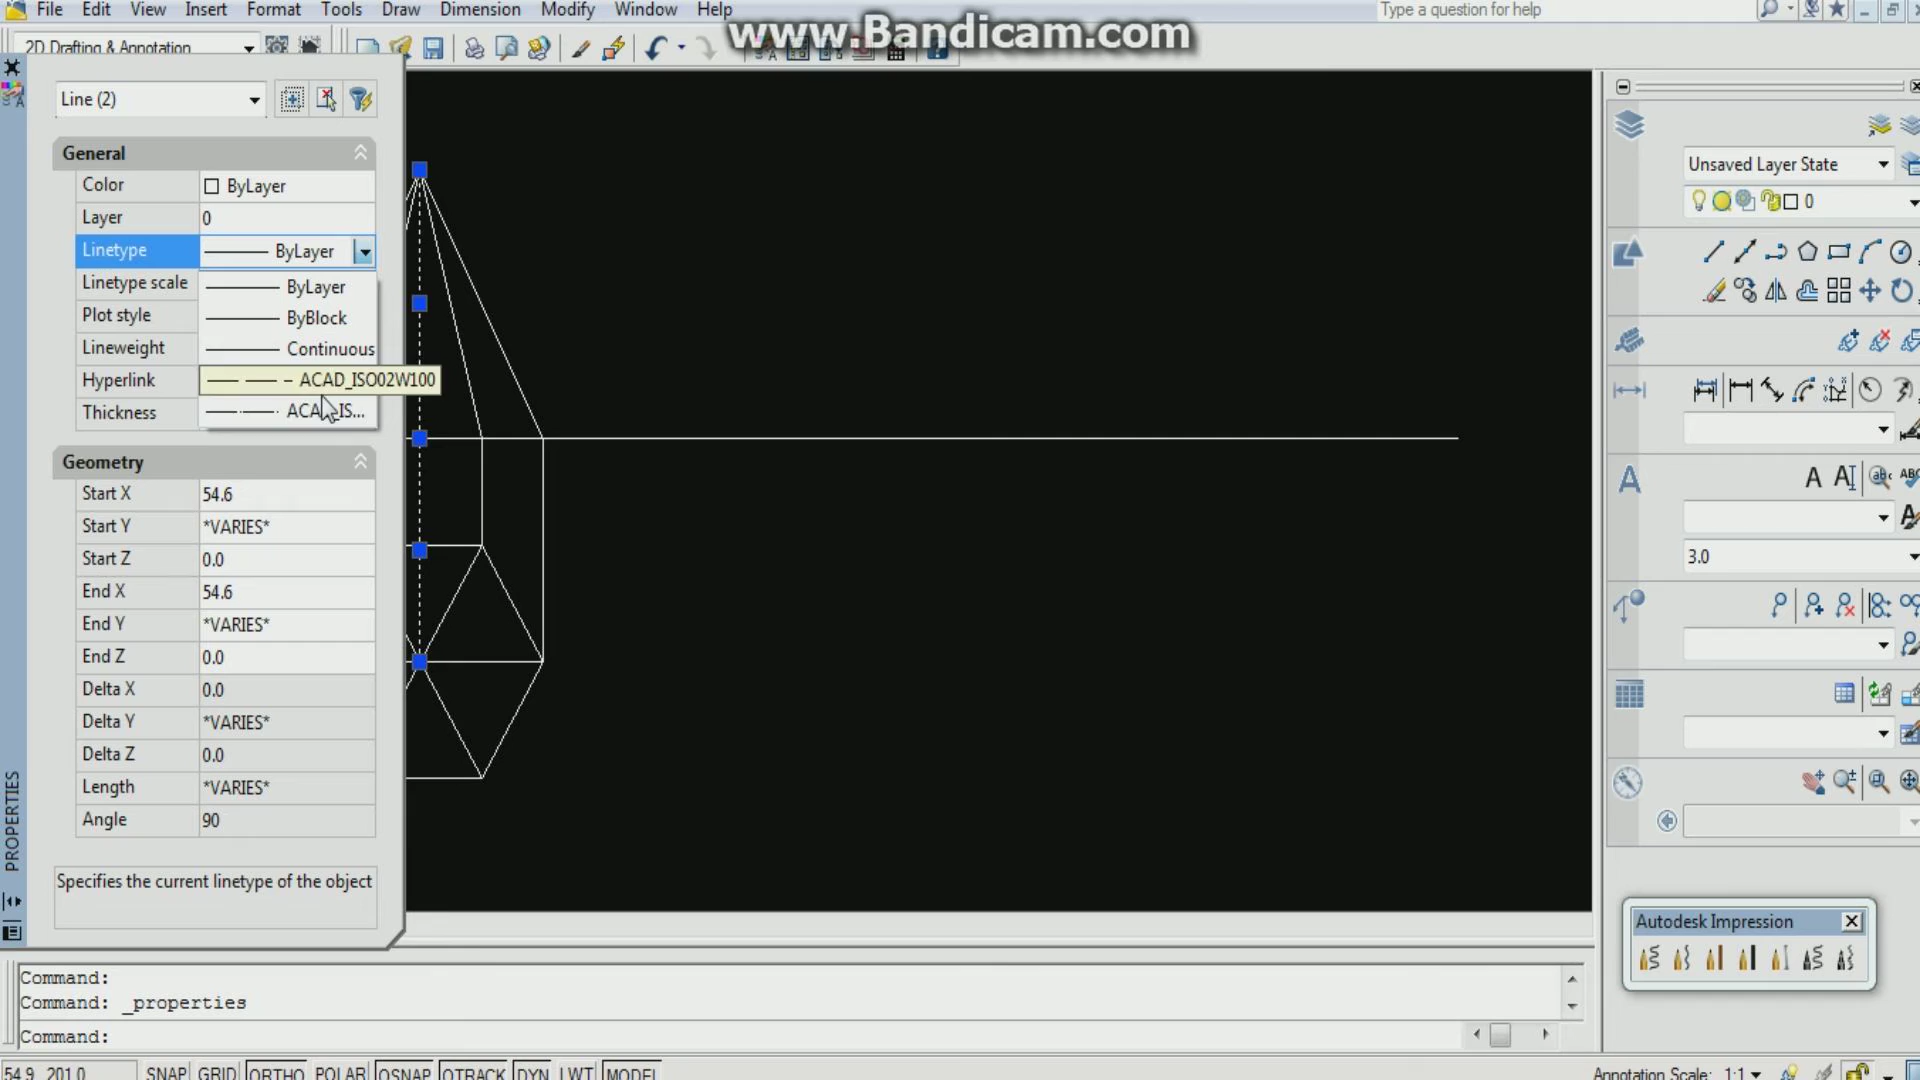 File Edit View Insert Format Tools Draw Dimension Modify Window Help
Type a question for help
www.Bandicam.com
2D Drafting & Annotation
Line (2)
General
Color ByLayer
Layer 0
Linetype ByLayer
Linetype scale ByLayer
Plot style ByBlock
Lineweight Continuous
Hyperlink ACAD_ISO02W100
Thickness
Geometry
Start X 54.6
Start Y *VARIES*
Start Z 0.0
End X 54.6
End Y *VARIES*
End Z 0.0
Delta X 0.0
Delta Y *VARIES*
Delta Z 0.0
Length *VARIES*
Angle 90
Specifies the current linetype of the object
PROPERTIES
Unsaved Layer State
0
3.0
Autodesk Impression
Command:
Command: _properties
Command:
54.9, 201.0 SNAP GRID ORTHO POLAR OSNAP OTRACK DYN LWT MODEL
Annotation Scale: 1:1